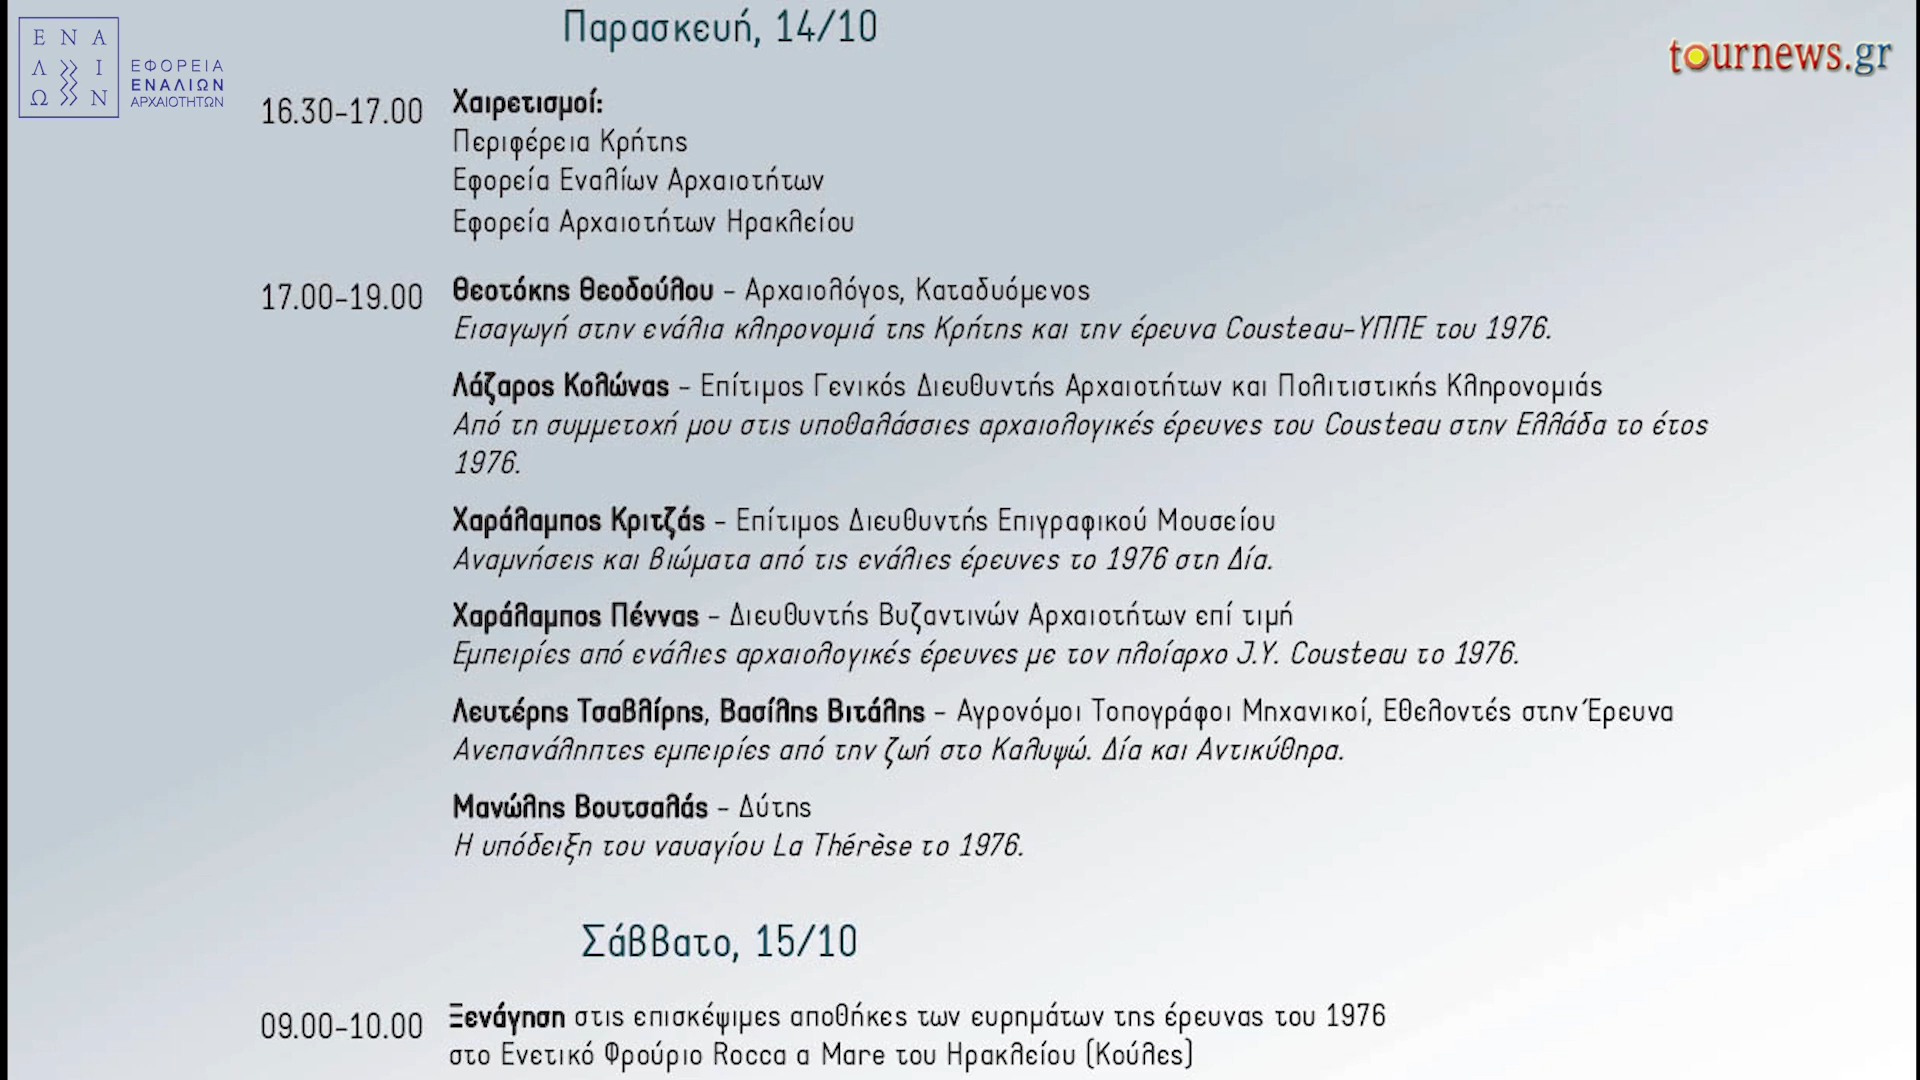 Παρασκευή, 14/10
ΕΝΑ
ΛΙ
ΩΝ
ΕΦΟΡΕΙΑ
ΕΝΑΛΙΩΝ
ΑΡΧΑΙΟΤΗΤΩΝ
tournews.gr
16.30-17.00 Χαιρετισμοί:
Περιφέρεια Κρήτης
Εφορεία Εναλίων Αρχαιοτήτων
Εφορεία Αρχαιοτήτων Ηρακλείου
17.00-19.00 Θεοτόκης Θεοδούλου - Αρχαιολόγος, Καταδυόμενος
Εισαγωγή στην ενάλια κληρονομιά της Κρήτης και την έρευνα Cousteau-ΥΠΠΕ του 1976.
Λάζαρος Κολώνας - Επίτιμος Γενικός Διευθυντής Αρχαιοτήτων και Πολιτιστικής Κληρονομιάς
Από τη συμμετοχή μου στις υποθαλάσσιες αρχαιολογικές έρευνες του Cousteau στην Ελλάδα το έτος
1976.
Χαράλαμπος Κριτζάς - Επίτιμος Διευθυντής Επιγραφικού Μουσείου
Αναμνήσεις και Βιώματα από τις ενάλιες έρευνες το 1976 στη Δία.
Χαράλαμπος Πέννας - Διευθυντής Βυζαντινών Αρχαιοτήτων επί τιμή
Εμπειρίες από ενάλιες αρχαιολογικές έρευνες με τον πλοίαρχο J.Y. Cousteau το 1976.
Λευτέρης Τσαβλίρης, Βασίλης Βιτάλης - Αγρονόμοι Τοπογράφοι Μηχανικοί, Εθελοντές στην Έρευνα
Ανεπανάληπτες εμπειρίες από την ζωή στο Καλυψώ. Δία και Αντικύθηρα.
Μανώλης Βουτσαλάς - Δύτης
Η υπόδειξη του ναυαγίου La Thérèse το 1976.
Σάββατο, 15/10
09.00-10.00 Ξενάγηση στις επισκέψιμες αποθήκες των ευρημάτων της έρευνας του 1976
στο Ενετικό Φρούριο Rocca a Mare του Ηρακλείου (Κούλες)